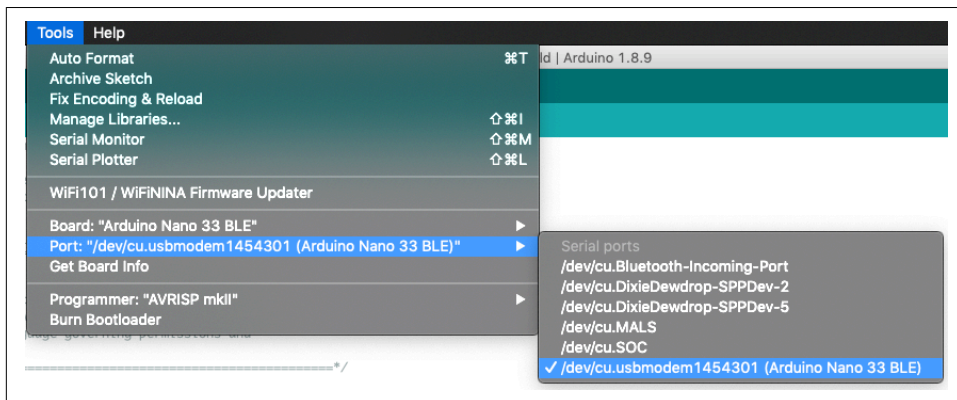 Tools Help
ld | Arduino 1.8.9
Auto Format ⌘T
Archive Sketch
Fix Encoding & Reload
Manage Libraries... ⇧⌘I
Serial Monitor ⇧⌘M
Serial Plotter ⇧⌘L
WiFi101 / WiFiNINA Firmware Updater
Board: "Arduino Nano 33 BLE"
Port: "/dev/cu.usbmodem1454301 (Arduino Nano 33 BLE)"
Get Board Info
Programmer: "AVRISP mkII"
Burn Bootloader
Serial ports
/dev/cu.Bluetooth-Incoming-Port
/dev/cu.DixieDewdrop-SPPDev-2
/dev/cu.DixieDewdrop-SPPDev-5
/dev/cu.MALS
/dev/cu.SOC
✓ /dev/cu.usbmodem1454301 (Arduino Nano 33 BLE)
governing permissions and
======================================*/